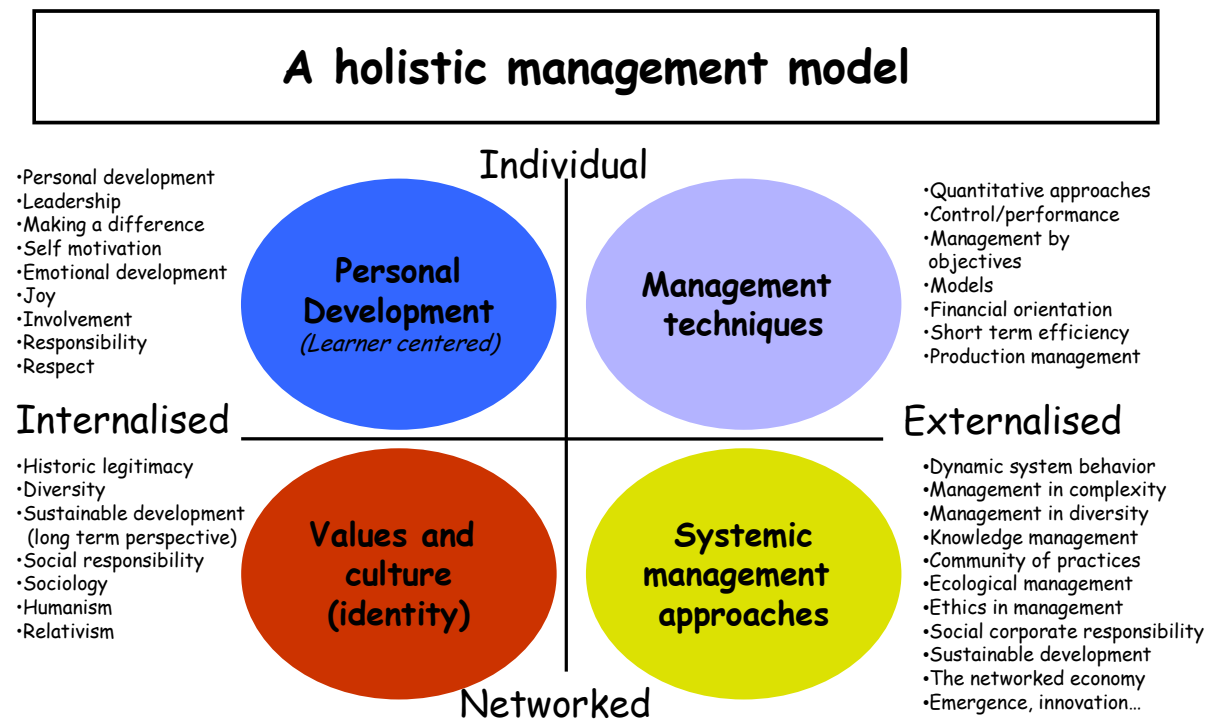 A holistic management model
Individual
•Personal development
•Leadership
•Making a difference
•Self motivation
•Emotional development
•Joy
•Involvement
•Responsibility
•Respect
Personal
Development
(Learner centered)
Management
techniques
•Quantitative approaches
•Control/performance
•Management by
objectives
•Models
•Financial orientation
•Short term efficiency
•Production management
Internalised
Externalised
•Historic legitimacy
•Diversity
•Sustainable development
(long term perspective)
•Social responsibility
•Sociology
•Humanism
•Relativism
Values and
culture
(identity)
Systemic
management
approaches
•Dynamic system behavior
•Management in complexity
•Management in diversity
•Knowledge management
•Community of practices
•Ecological management
•Ethics in management
•Social corporate responsibility
•Sustainable development
•The networked economy
•Emergence, innovation…
Networked